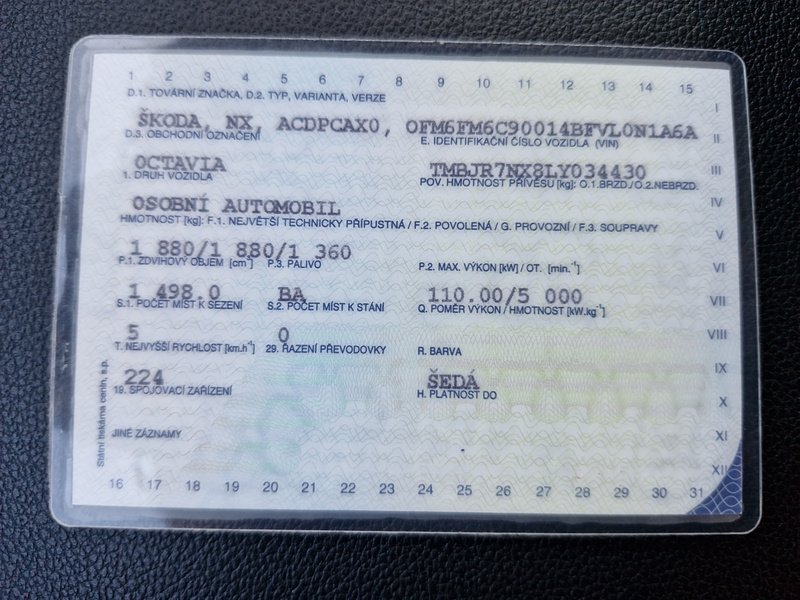 1 2 3 4 5 6 7 8 9 10 11 12 13 14 15
D.1. TOVÁRNÍ ZNAČKA, D.2. TYP, VARIANTA, VERZE
I
ŠKODA, NX, ACDPCAX0, OFM6FM6C90014BFVL0N1A6A
D.3. OBCHODNÍ OZNAČENÍ E. IDENTIFIKAČNÍ ČÍSLO VOZIDLA (VIN)
II
OCTAVIA TMBJR7NX8LY034430
1. DRUH VOZIDLA POV. HMOTNOST PŘÍVĚSU [kg]: O.1.BRZD./O.2.NEBRZD.
III
OSOBNÍ AUTOMOBIL
IV
HMOTNOST [kg]: F.1. NEJVĚTŠÍ TECHNICKY PŘÍPUSTNÁ / F.2. POVOLENÁ / G. PROVOZNÍ / F.3. SOUPRAVY
V
1 880/1 880/1 360
P.1. ZDVIHOVÝ OBJEM [cm³] P.3. PALIVO P.2. MAX. VÝKON [kW] / OT. [min.⁻¹]
VI
1 498.0 BA 110.00/5 000
VII
S.1. POČET MÍST K SEZENÍ S.2. POČET MÍST K STÁNÍ Q. POMĚR VÝKON / HMOTNOST [kW.kg⁻¹]
5 0
VIII
T. NEJVYŠŠÍ RYCHLOST [km.h⁻¹] 29. ŘAZENÍ PŘEVODOVKY R. BARVA
IX
224 ŠEDÁ
19. SPOJOVACÍ ZAŘÍZENÍ H. PLATNOST DO
X
JINÉ ZÁZNAMY
XI
XII
16 17 18 19 20 21 22 23 24 25 26 27 28 29 30 31
Státní tiskárna cenin, s.p.